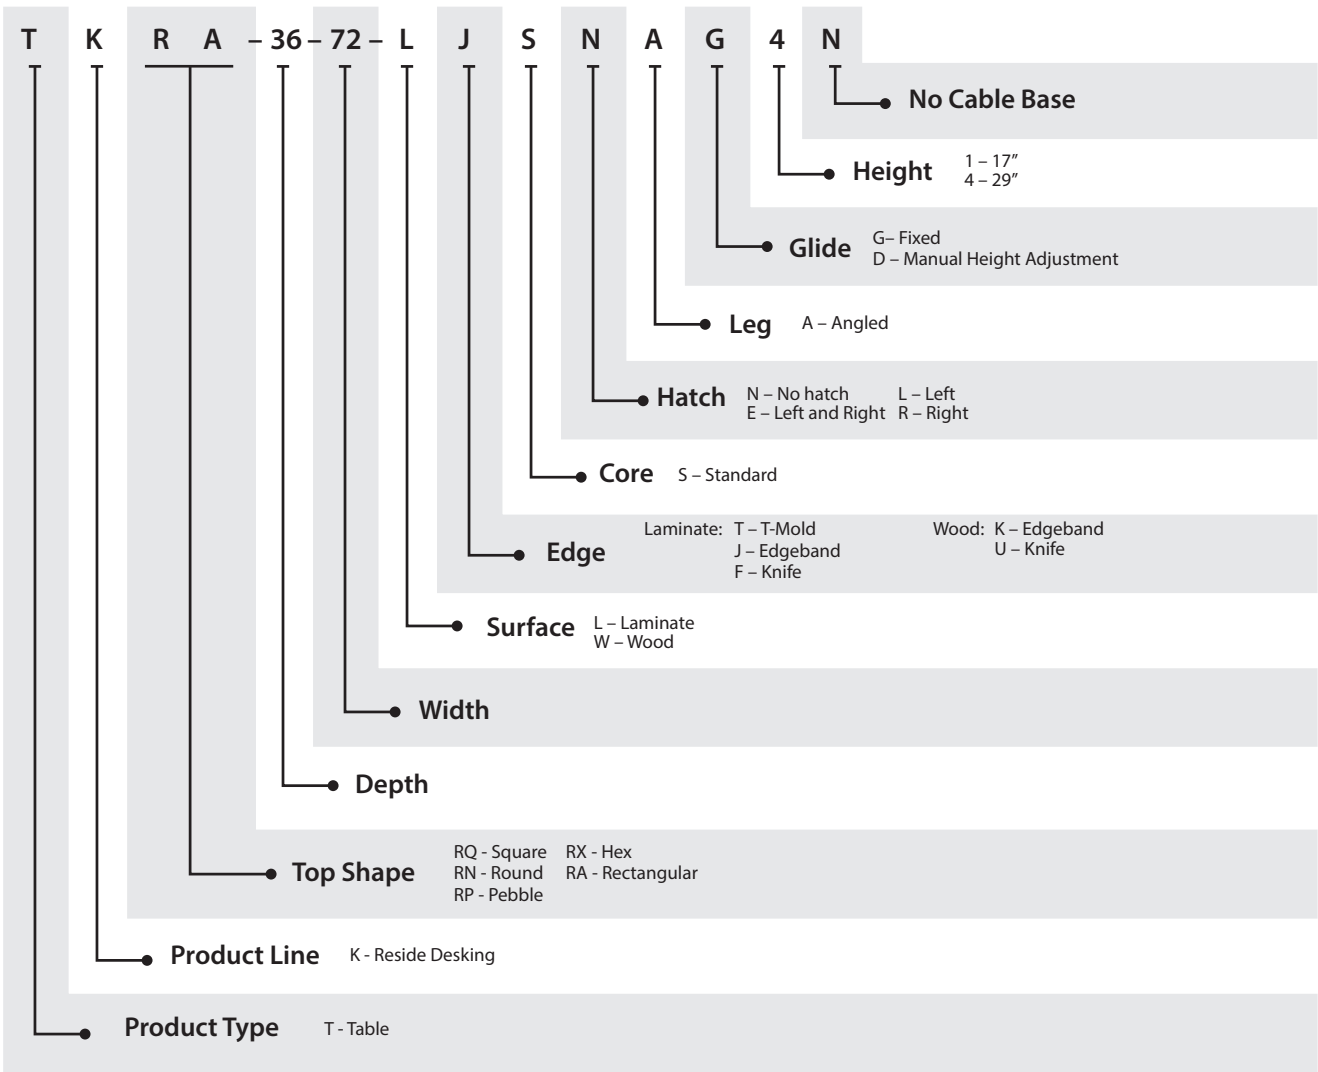 T K R A – 36 – 72 – L J S N A G 4 N
No Cable Base
Height 1 – 17”
4 – 29”
Glide G– Fixed
D – Manual Height Adjustment
Leg A – Angled
Hatch N – No hatch L – Left
E – Left and Right R – Right
Core S – Standard
Edge Laminate: T – T-Mold Wood: K – Edgeband
J – Edgeband U – Knife
F – Knife
Surface L – Laminate
W – Wood
Width
Depth
Top Shape RQ - Square RX - Hex
RN - Round RA - Rectangular
RP - Pebble
Product Line K - Reside Desking
Product Type T - Table